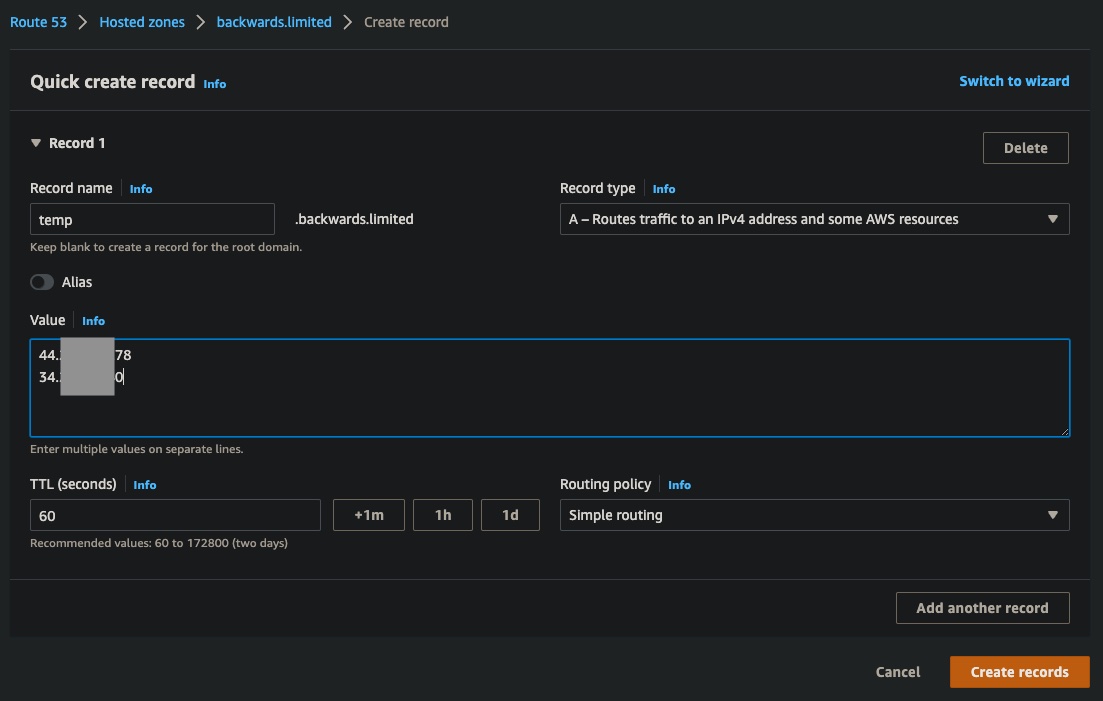 Route 53 > Hosted zones > backwards.limited > Create record
Quick create record Info
Switch to wizard
Record 1
Delete
Record name Info
temp .backwards.limited
Keep blank to create a record for the root domain.
Record type Info
A – Routes traffic to an IPv4 address and some AWS resources
Alias
Value Info
44. 78
34. 0
Enter multiple values on separate lines.
TTL (seconds) Info
60 +1m 1h 1d
Recommended values: 60 to 172800 (two days)
Routing policy Info
Simple routing
Add another record
Cancel Create records